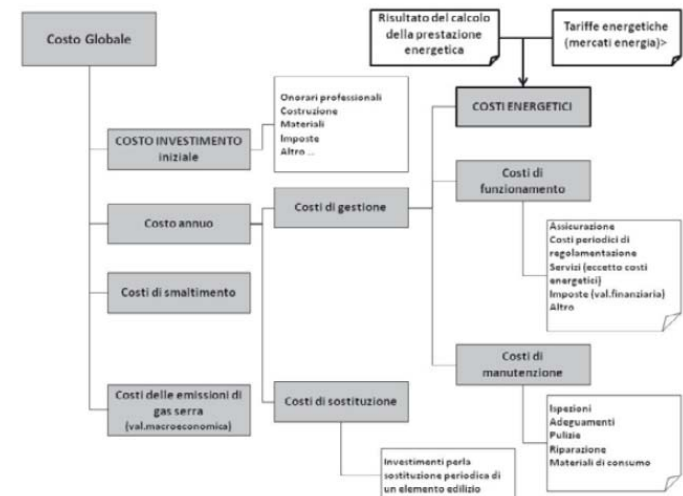 Costo Globale
Risultato del calcolo
della prestazione
energetica
Tariffe energetiche
(mercati energia)>
COSTI ENERGETICI
Onorari professionali
Costruzione
Materiali
Imposte
Altro ...
COSTO INVESTIMENTO
iniziale
Costi di
funzionamento
Costo annuo
Costi di gestione
Assicurazione
Costi periodici di
regolamentazione
Servizi (eccetto costi
energetici)
Imposte (val.finanziaria)
Altro
Costi di smaltimento
Costi di
manutenzione
Costi delle emissioni di
gas serra
(val.macroeconomica)
Costi di sostituzione
Ispezioni
Adeguamenti
Pulizie
Riparazione
Materiali di consumo
Investimenti perla
sostituzione periodica di
un elemento edilizio